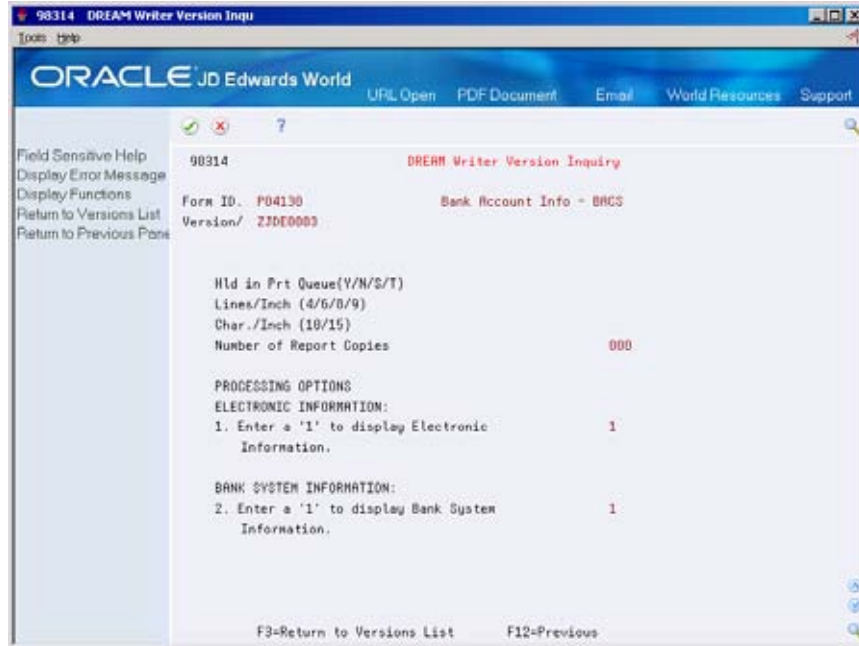 98314 DREAM Writer Version Inqu
Tools Help
ORACLE JD Edwards World
URL Open PDF Document Email World Resources Support
?
Field Sensitive Help
Display Error Message
Display Functions
Return to Versions List
Return to Previous Pane
98314 DREAM Writer Version Inquiry
Form ID. P04130 Bank Account Info - BACS
Version/ ZJDE0003
Hld in Prt Queue(Y/N/S/T)
Lines/Inch (4/6/8/9)
Char./Inch (10/15)
Number of Report Copies 000
PROCESSING OPTIONS
ELECTRONIC INFORMATION:
1. Enter a '1' to display Electronic 1
Information.
BANK SYSTEM INFORMATION:
2. Enter a '1' to display Bank System 1
Information.
F3=Return to Versions List F12=Previous